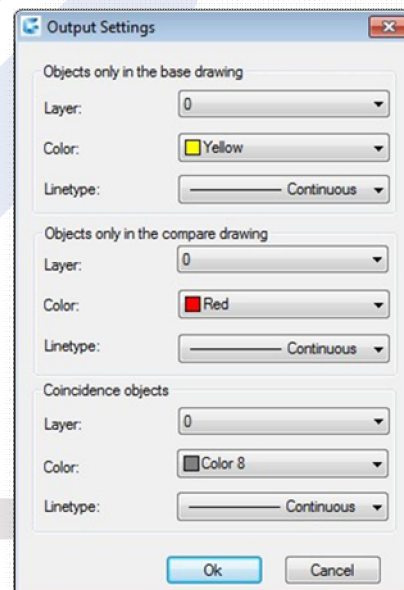 Output Settings
Objects only in the base drawing
Layer: 0
Color: Yellow
Linetype: Continuous
Objects only in the compare drawing
Layer: 0
Color: Red
Linetype: Continuous
Coincidence objects
Layer: 0
Color: Color 8
Linetype: Continuous
Ok Cancel